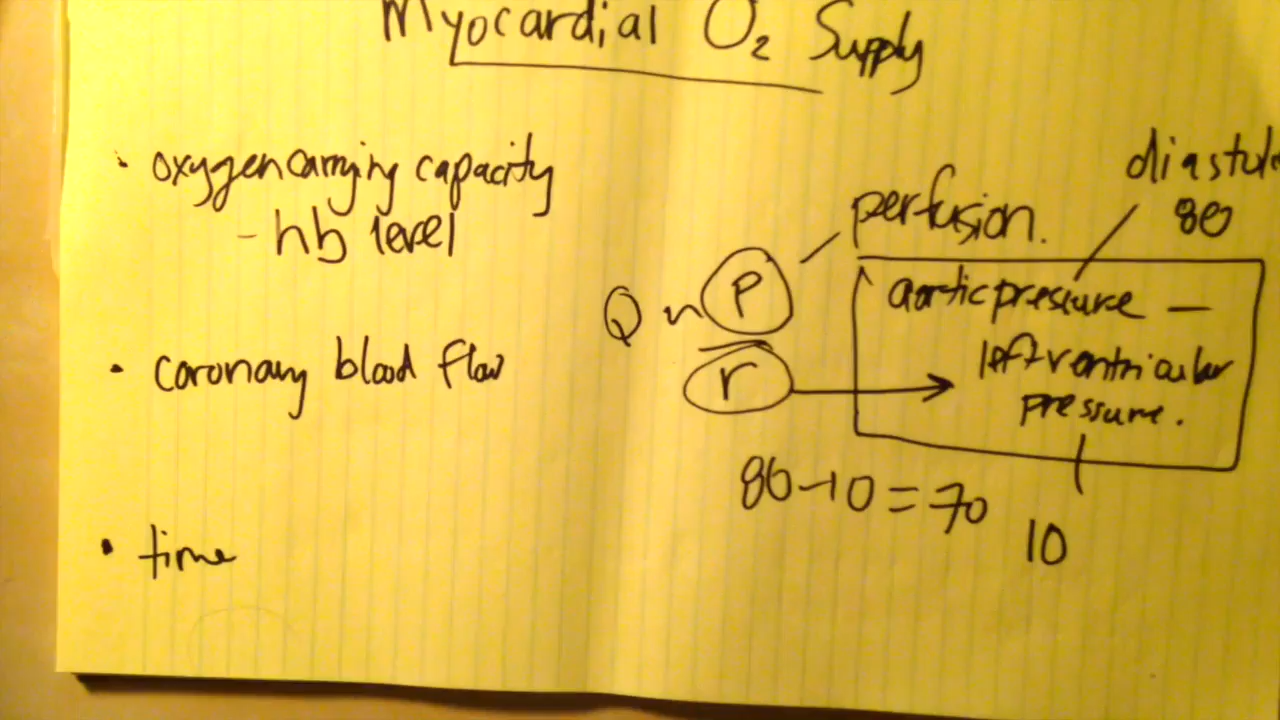 Myocardial O2 Supply
• oxygen carrying capacity
- hb level
• coronary blood flow
• time
Q ∝ P
r
perfusion.
diastole
80
aortic pressure —
left ventricular
pressure.
80-10=70
10